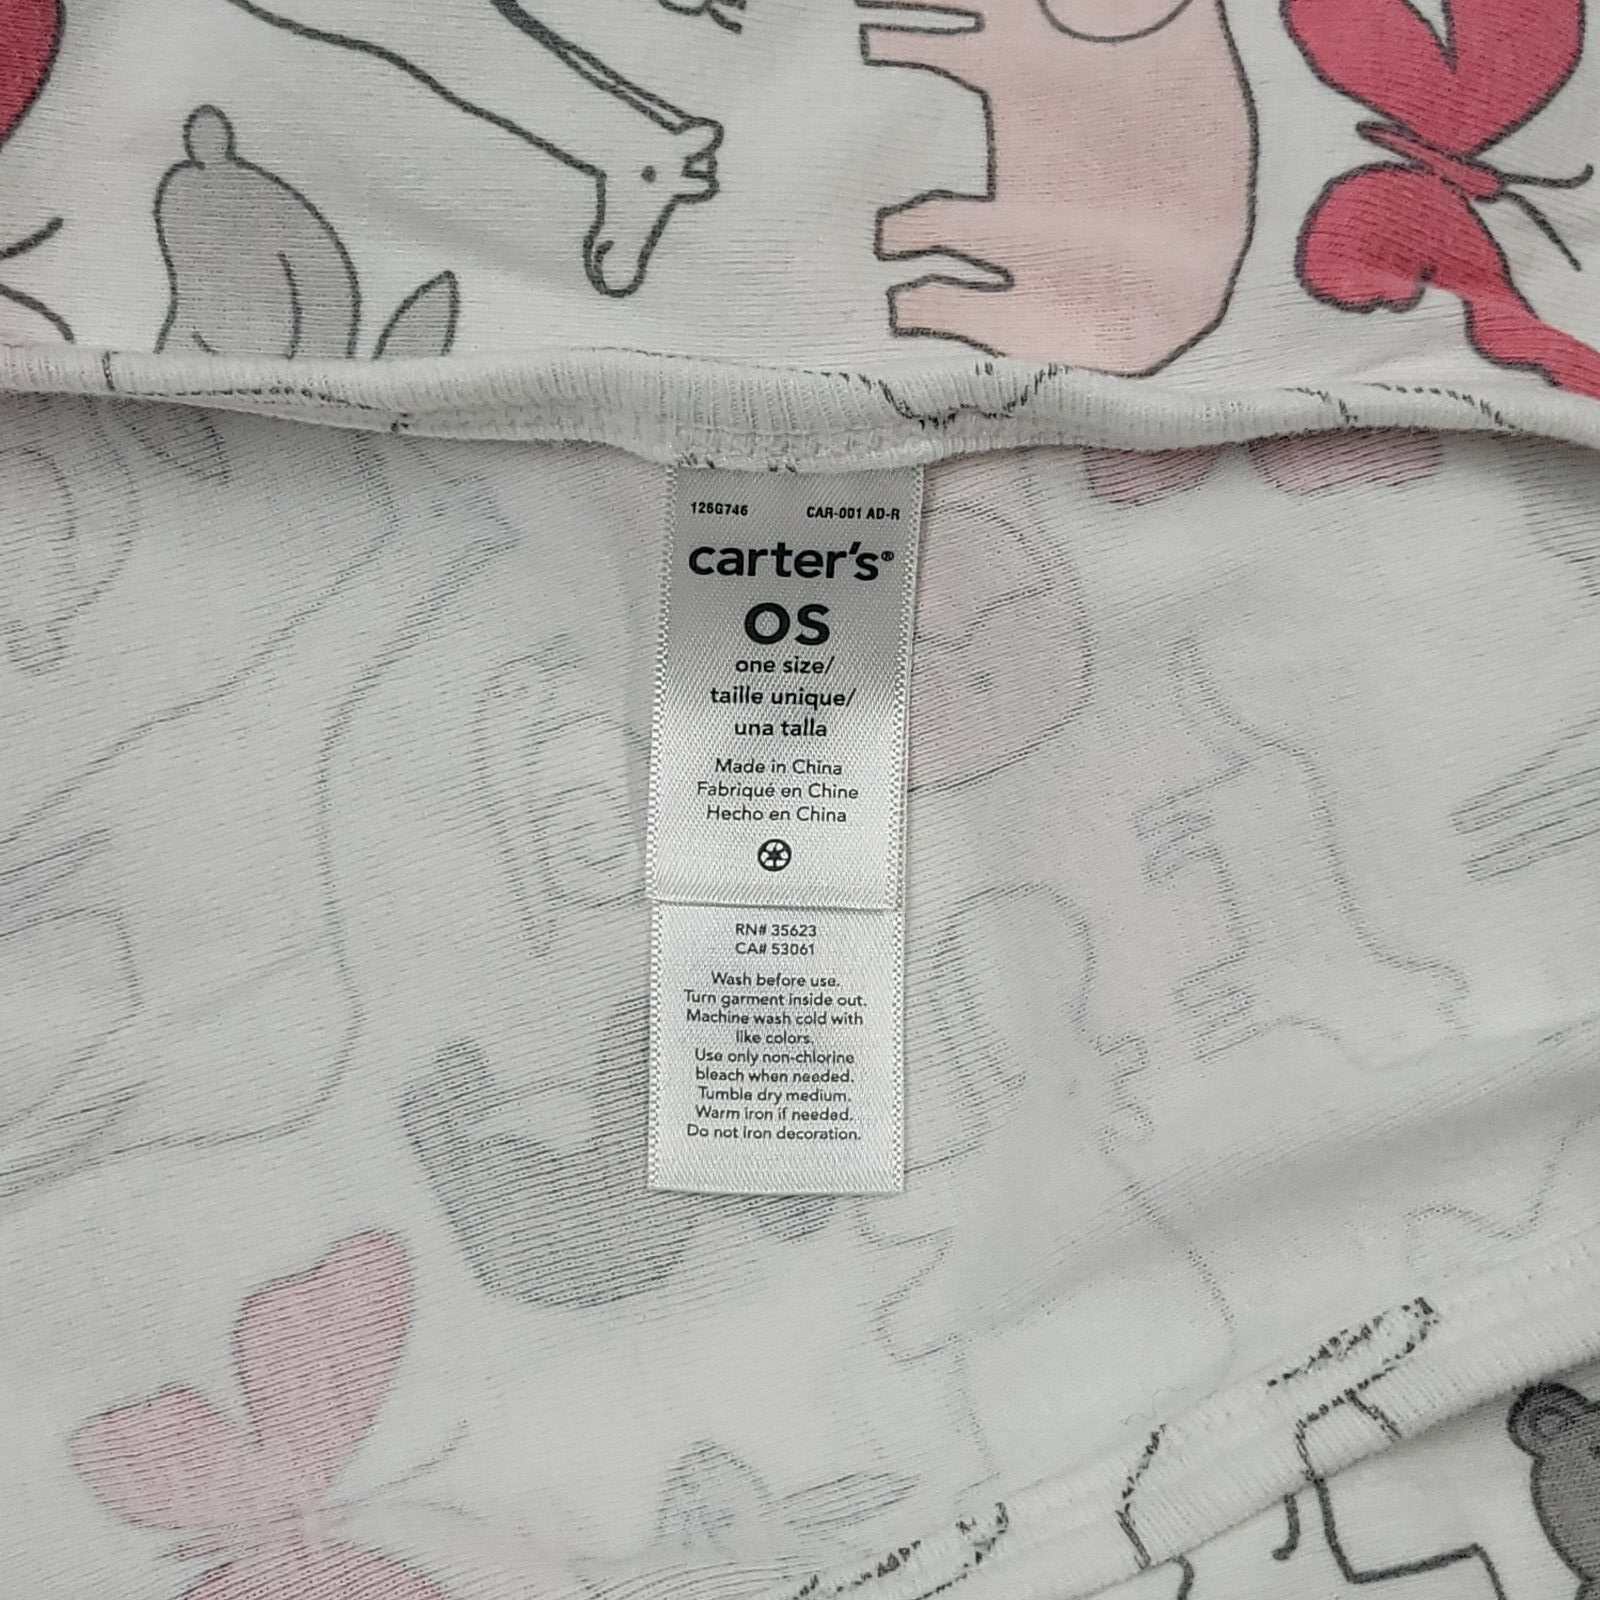 126G746 CAR-001 AD-R
carter's®
OS
one size/
taille unique/
una talla
Made in China
Fabriqué en Chine
Hecho en China
RN# 35623
CA# 53061
Wash before use.
Turn garment inside out.
Machine wash cold with
like colors.
Use only non-chlorine
bleach when needed.
Tumble dry medium.
Warm iron if needed.
Do not iron decoration.